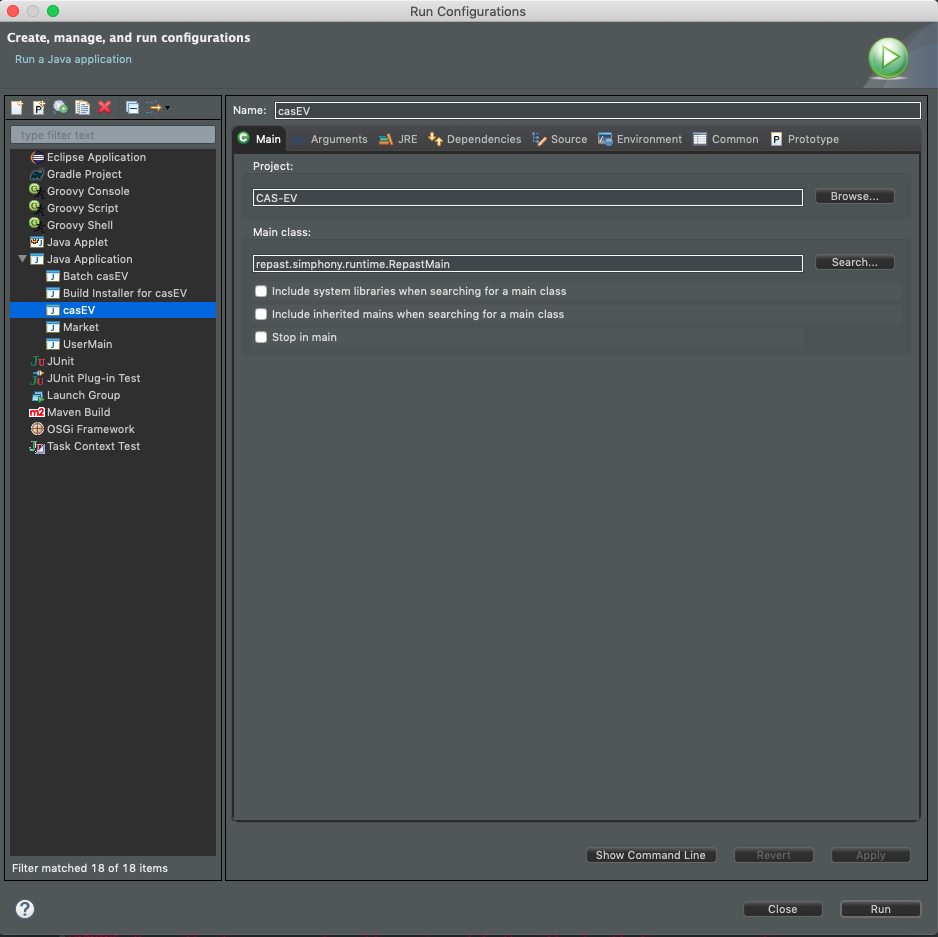 Run Configurations
Create, manage, and run configurations
Run a Java application
Name: casEV
type filter text
Main Arguments JRE Dependencies Source Environment Common Prototype
Eclipse Application
Gradle Project
Groovy Console
Groovy Script
Groovy Shell
Java Applet
Java Application
Batch casEV
Build Installer for casEV
casEV
Market
UserMain
JUnit
JUnit Plug-in Test
Launch Group
Maven Build
OSGi Framework
Task Context Test
Filter matched 18 of 18 items
Project:
CAS-EV Browse...
Main class:
repast.simphony.runtime.RepastMain Search...
Include system libraries when searching for a main class
Include inherited mains when searching for a main class
Stop in main
Show Command Line Revert Apply
? Close Run